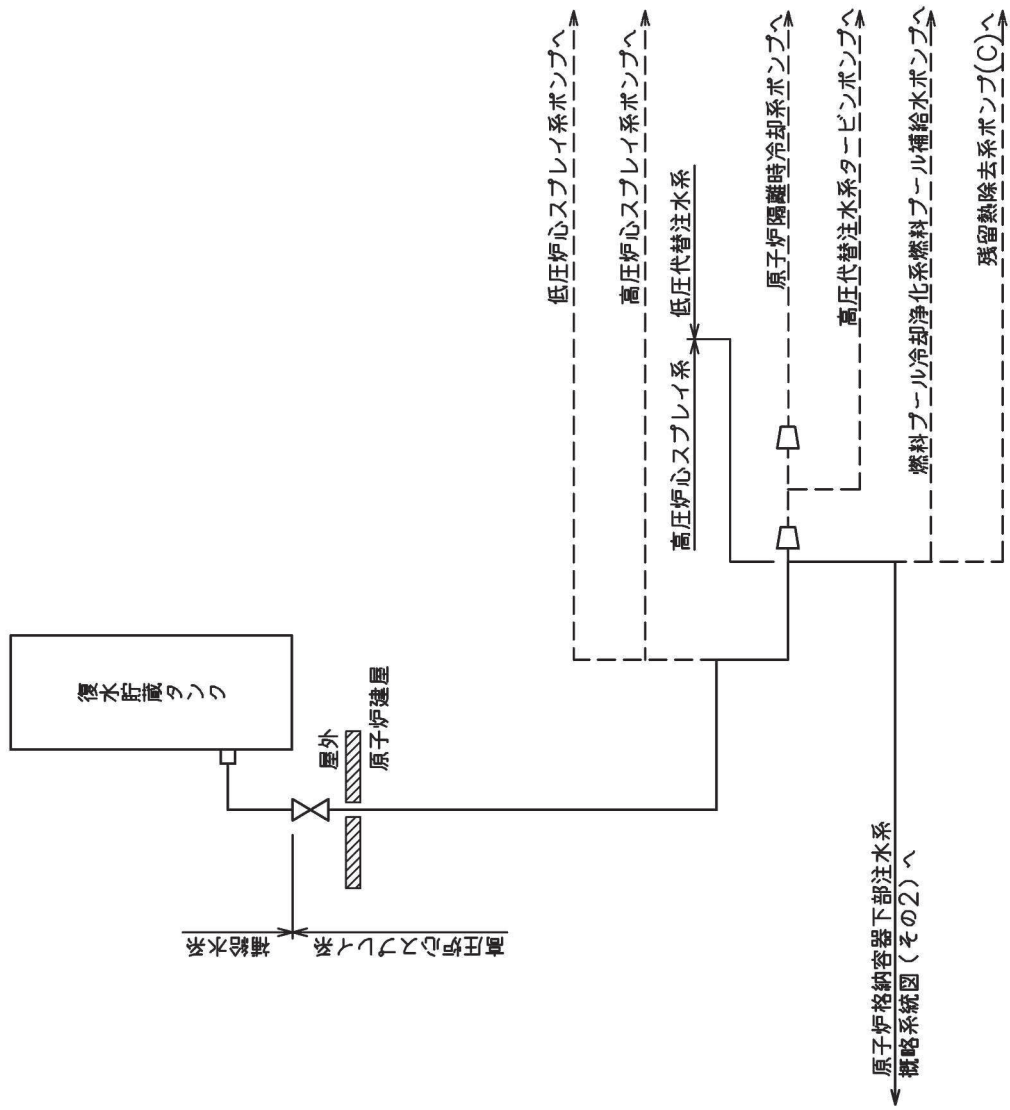 低圧炉心スプレイ系ポンプへ
高圧炉心スプレイ系ポンプへ
低圧代替注水系
高圧炉心スプレイ系
原子炉隔離時冷却系ポンプへ
高圧代替注水系タービンポンプへ
燃料プール冷却浄化系燃料プール補給水ポンプへ
残留熱除去系ポンプ(C)へ
復水貯蔵タンク
屋外
原子炉建屋
補給水系
高圧炉心スプレイ系
原子炉格納容器下部注水系
概略系統図(その2)へ